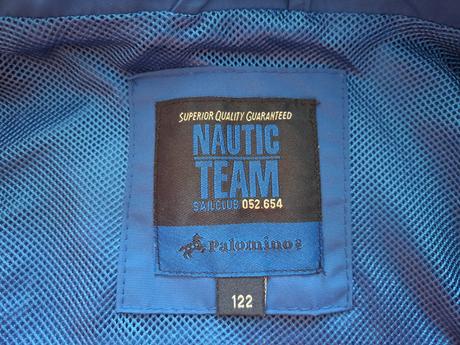 SUPERIOR QUALITY GUARANTEED
NAUTIC
TEAM
SAILCLUB 052.654
Palomino®
122